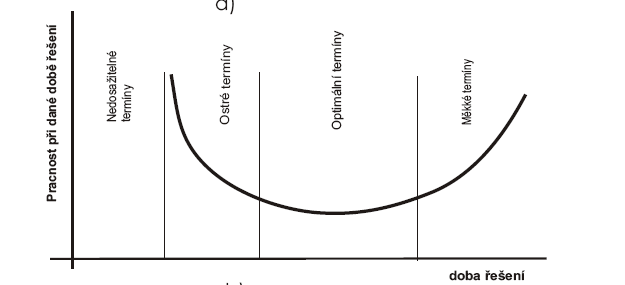 d)
Pracnost při dané době řešení
Nedosažitelné
termíny
Ostré termíny
Optimální termíny
Měkké termíny
doba řešení